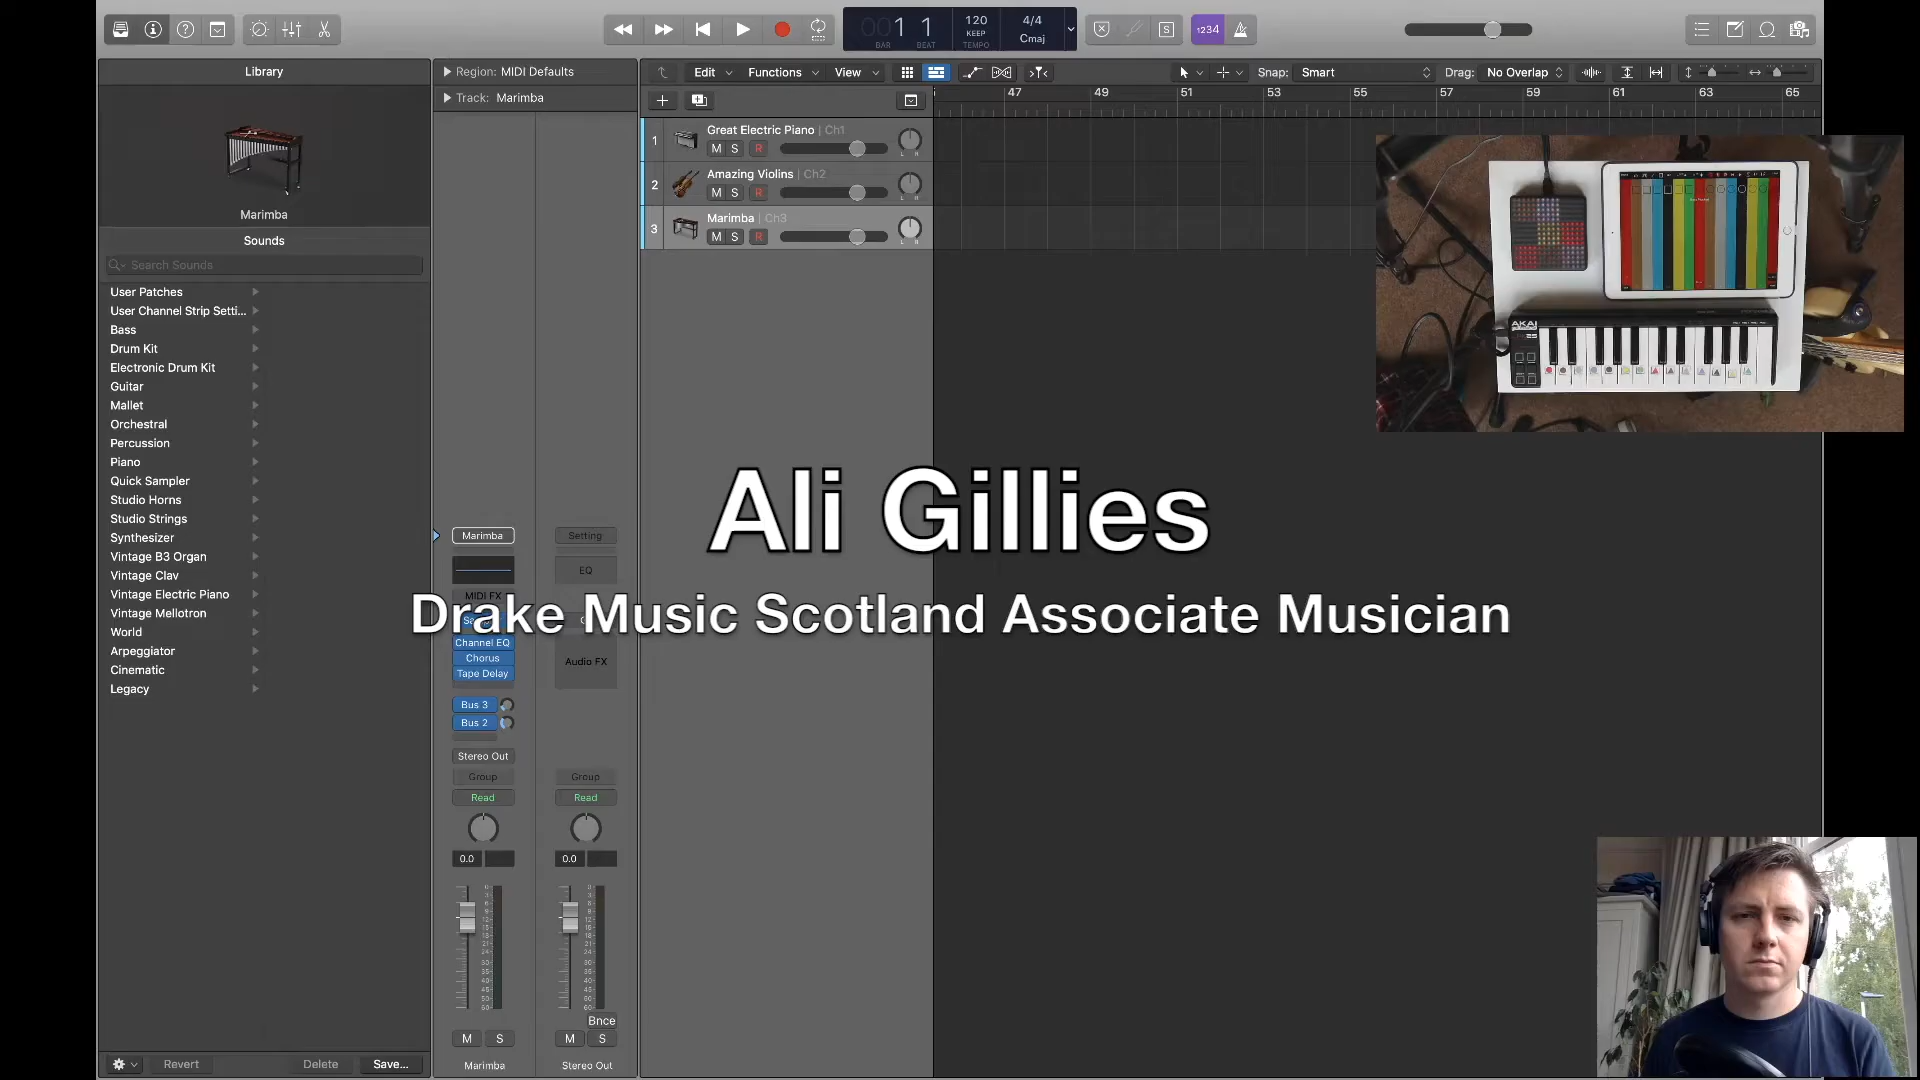 1 1
BAR BEAT
120
KEEP
TEMPO
4/4
Cmaj
1234
S
Library
Region: MIDI Defaults
Track: Marimba
Edit
Functions
View
Snap: Smart
Drag: No Overlap
47 49 51 53 55 57 59 61 63 65
Marimba
Sounds
Search Sounds
User Patches
User Channel Strip Setti...
Bass
Drum Kit
Electronic Drum Kit
Guitar
Mallet
Orchestral
Percussion
Piano
Quick Sampler
Studio Horns
Studio Strings
Synthesizer
Vintage B3 Organ
Vintage Clav
Vintage Electric Piano
Vintage Mellotron
World
Arpeggiator
Cinematic
Legacy
Revert
Delete
Save...
1 Great Electric Piano | Ch1
M S R
2 Amazing Violins | Ch2
M S R
3 Marimba | Ch3
M S R
AKAI
Ali Gillies
Drake Music Scotland Associate Musician
Marimba
Setting
EQ
MIDI FX
Channel EQ
Chorus
Tape Delay
Audio FX
Bus 3
Bus 2
Stereo Out
Group
Group
Read
Read
0.0
0.0
Bnce
M S
M S
Marimba
Stereo Out